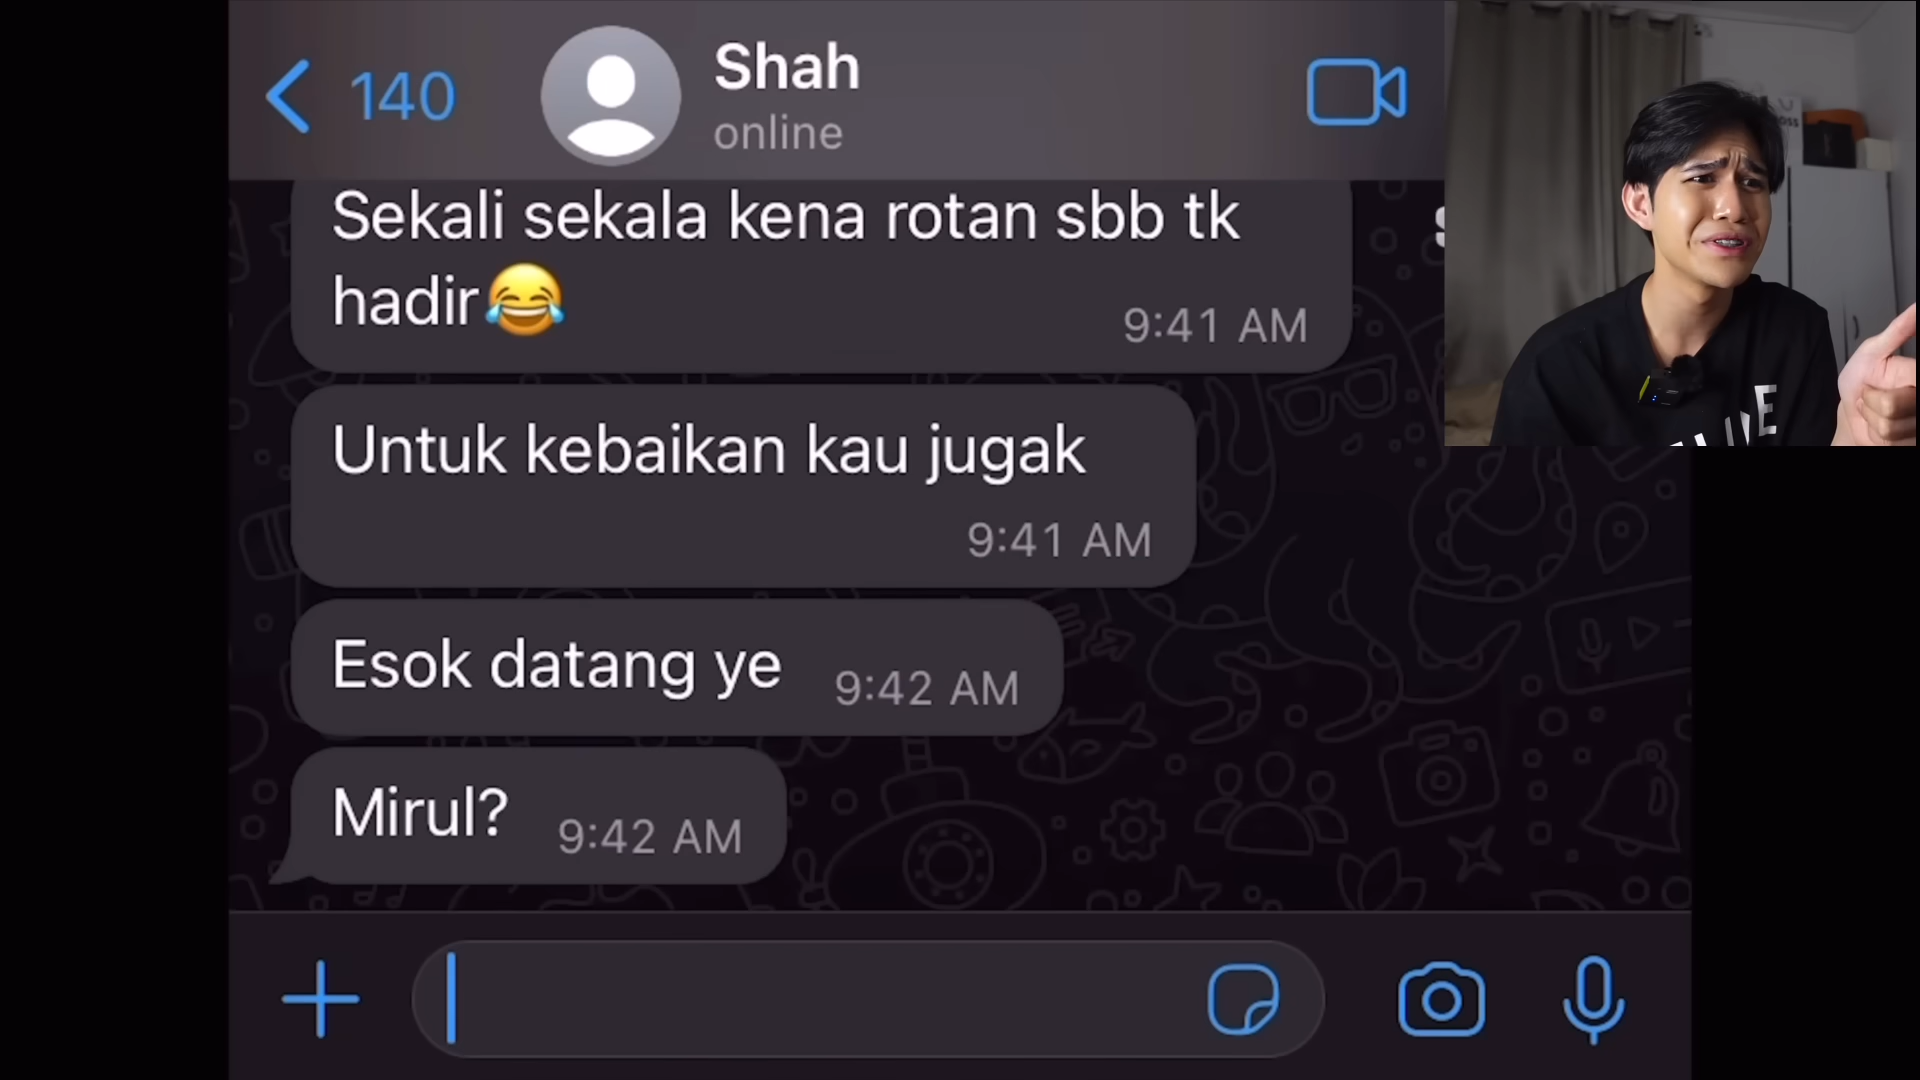 140
Shah
online
Sekali sekala kena rotan sbb tk
hadir😂
9:41 AM
Untuk kebaikan kau jugak
9:41 AM
Esok datang ye 9:42 AM
Mirul? 9:42 AM